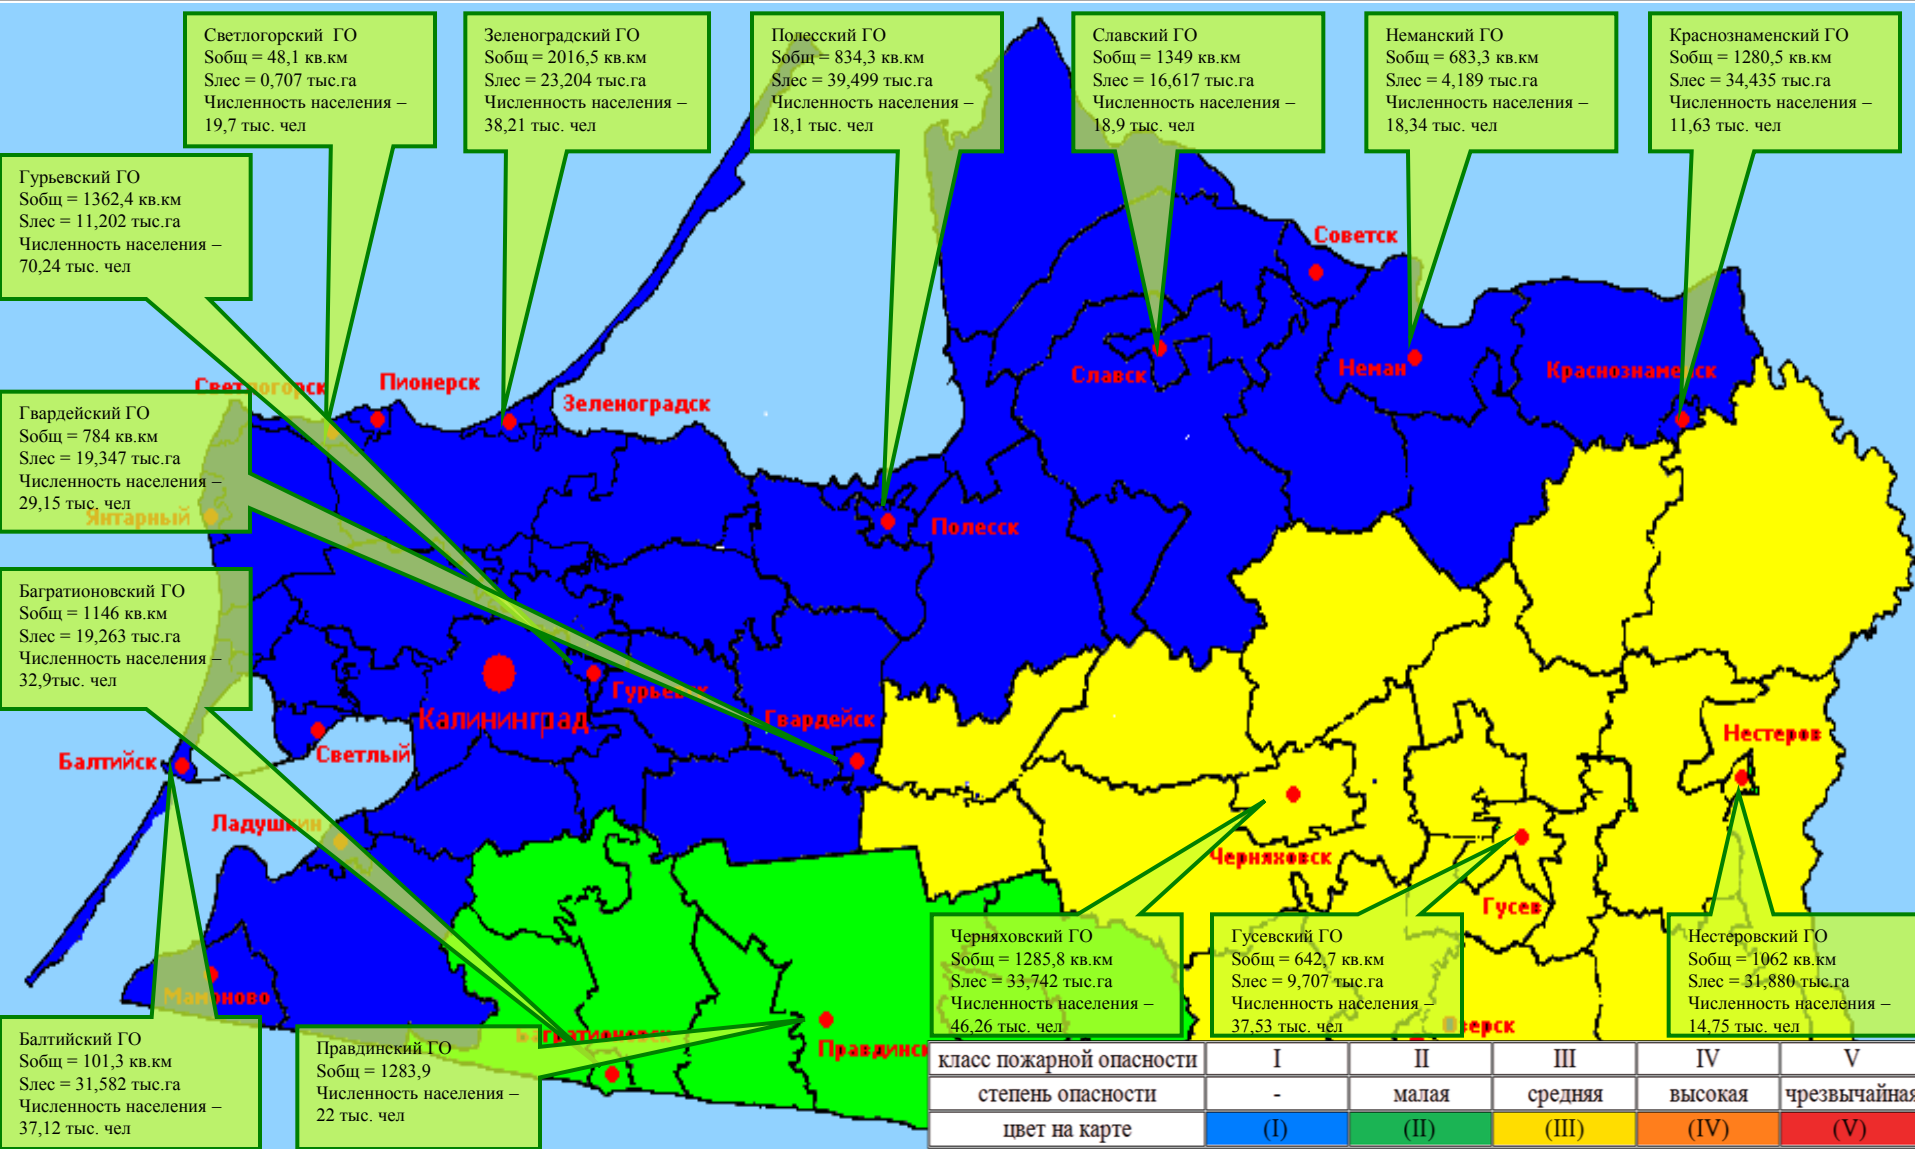 Светлогорский ГО
Sобщ = 48,1 кв.км
Sлес = 0,707 тыс.га
Численность населения –
19,7 тыс. чел
Зеленоградский ГО
Sобщ = 2016,5 кв.км
Sлес = 23,204 тыс.га
Численность населения –
38,21 тыс. чел
Полесский ГО
Sобщ = 834,3 кв.км
Sлес = 39,499 тыс.га
Численность населения –
18,1 тыс. чел
Славский ГО
Sобщ = 1349 кв.км
Sлес = 16,617 тыс.га
Численность населения –
18,9 тыс. чел
Неманский ГО
Sобщ = 683,3 кв.км
Sлес = 4,189 тыс.га
Численность населения –
18,34 тыс. чел
Краснознаменский ГО
Sобщ = 1280,5 кв.км
Sлес = 34,435 тыс.га
Численность населения –
11,63 тыс. чел
Гурьевский ГО
Sобщ = 1362,4 кв.км
Sлес = 11,202 тыс.га
Численность населения –
70,24 тыс. чел
Советск
Светлогорск
Пионерск
Зеленоградск
Славск
Неман
Краснознаменск
Гвардейский ГО
Sобщ = 784 кв.км
Sлес = 19,347 тыс.га
Численность населения –
29,15 тыс. чел
Янтарный
Полесск
Багратионовский ГО
Sобщ = 1146 кв.км
Sлес = 19,263 тыс.га
Численность населения –
32,9тыс. чел
Гурьевск
Калининград
Гвардейск
Нестеров
Балтийск
Светлый
Ладушкин
Черняховск
Гусев
Мамоново
Черняховский ГО
Sобщ = 1285,8 кв.км
Sлес = 33,742 тыс.га
Численность населения –
46,26 тыс. чел
Гусевский ГО
Sобщ = 642,7 кв.км
Sлес = 9,707 тыс.га
Численность населения –
37,53 тыс. чел
Нестеровский ГО
Sобщ = 1062 кв.км
Sлес = 31,880 тыс.га
Численность населения –
14,75 тыс. чел
Озерск
Багратионовск
Правдинск
Балтийский ГО
Sобщ = 101,3 кв.км
Sлес = 31,582 тыс.га
Численность населения –
37,12 тыс. чел
Правдинский ГО
Sобщ = 1283,9
Численность населения –
22 тыс. чел
класс пожарной опасности I II III IV V
степень опасности - малая средняя высокая чрезвычайная
цвет на карте (I) (II) (III) (IV) (V)